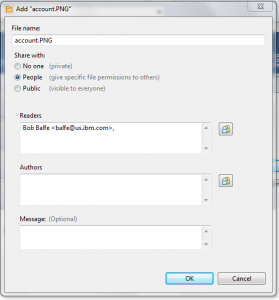 Add "account.PNG"
File name:
account.PNG
Share with:
No one (private)
People (give specific file permissions to others)
Public (visible to everyone)
Readers
Bob Balfe <balfe@us.ibm.com>,
Authors
Message: (Optional)
OK Cancel